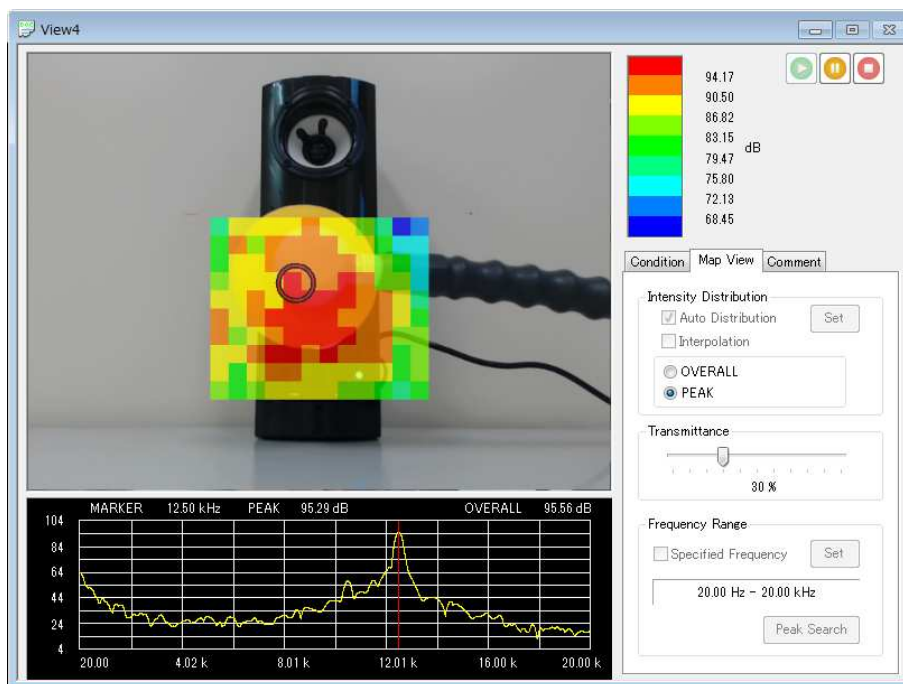 View4
94.17
90.50
86.82
83.15
dB
79.47
75.80
72.13
68.45
Condition
Map View
Comment
Intensity Distribution
Auto Distribution
Set
Interpolation
OVERALL
PEAK
Transmittance
30 %
MARKER 12.50 kHz PEAK 95.29 dB OVERALL 95.56 dB
104
84
64
44
24
4
20.00 4.02 k 8.01 k 12.01 k 16.00 k 20.00 k
Frequency Range
Specified Frequency
Set
20.00 Hz - 20.00 kHz
Peak Search